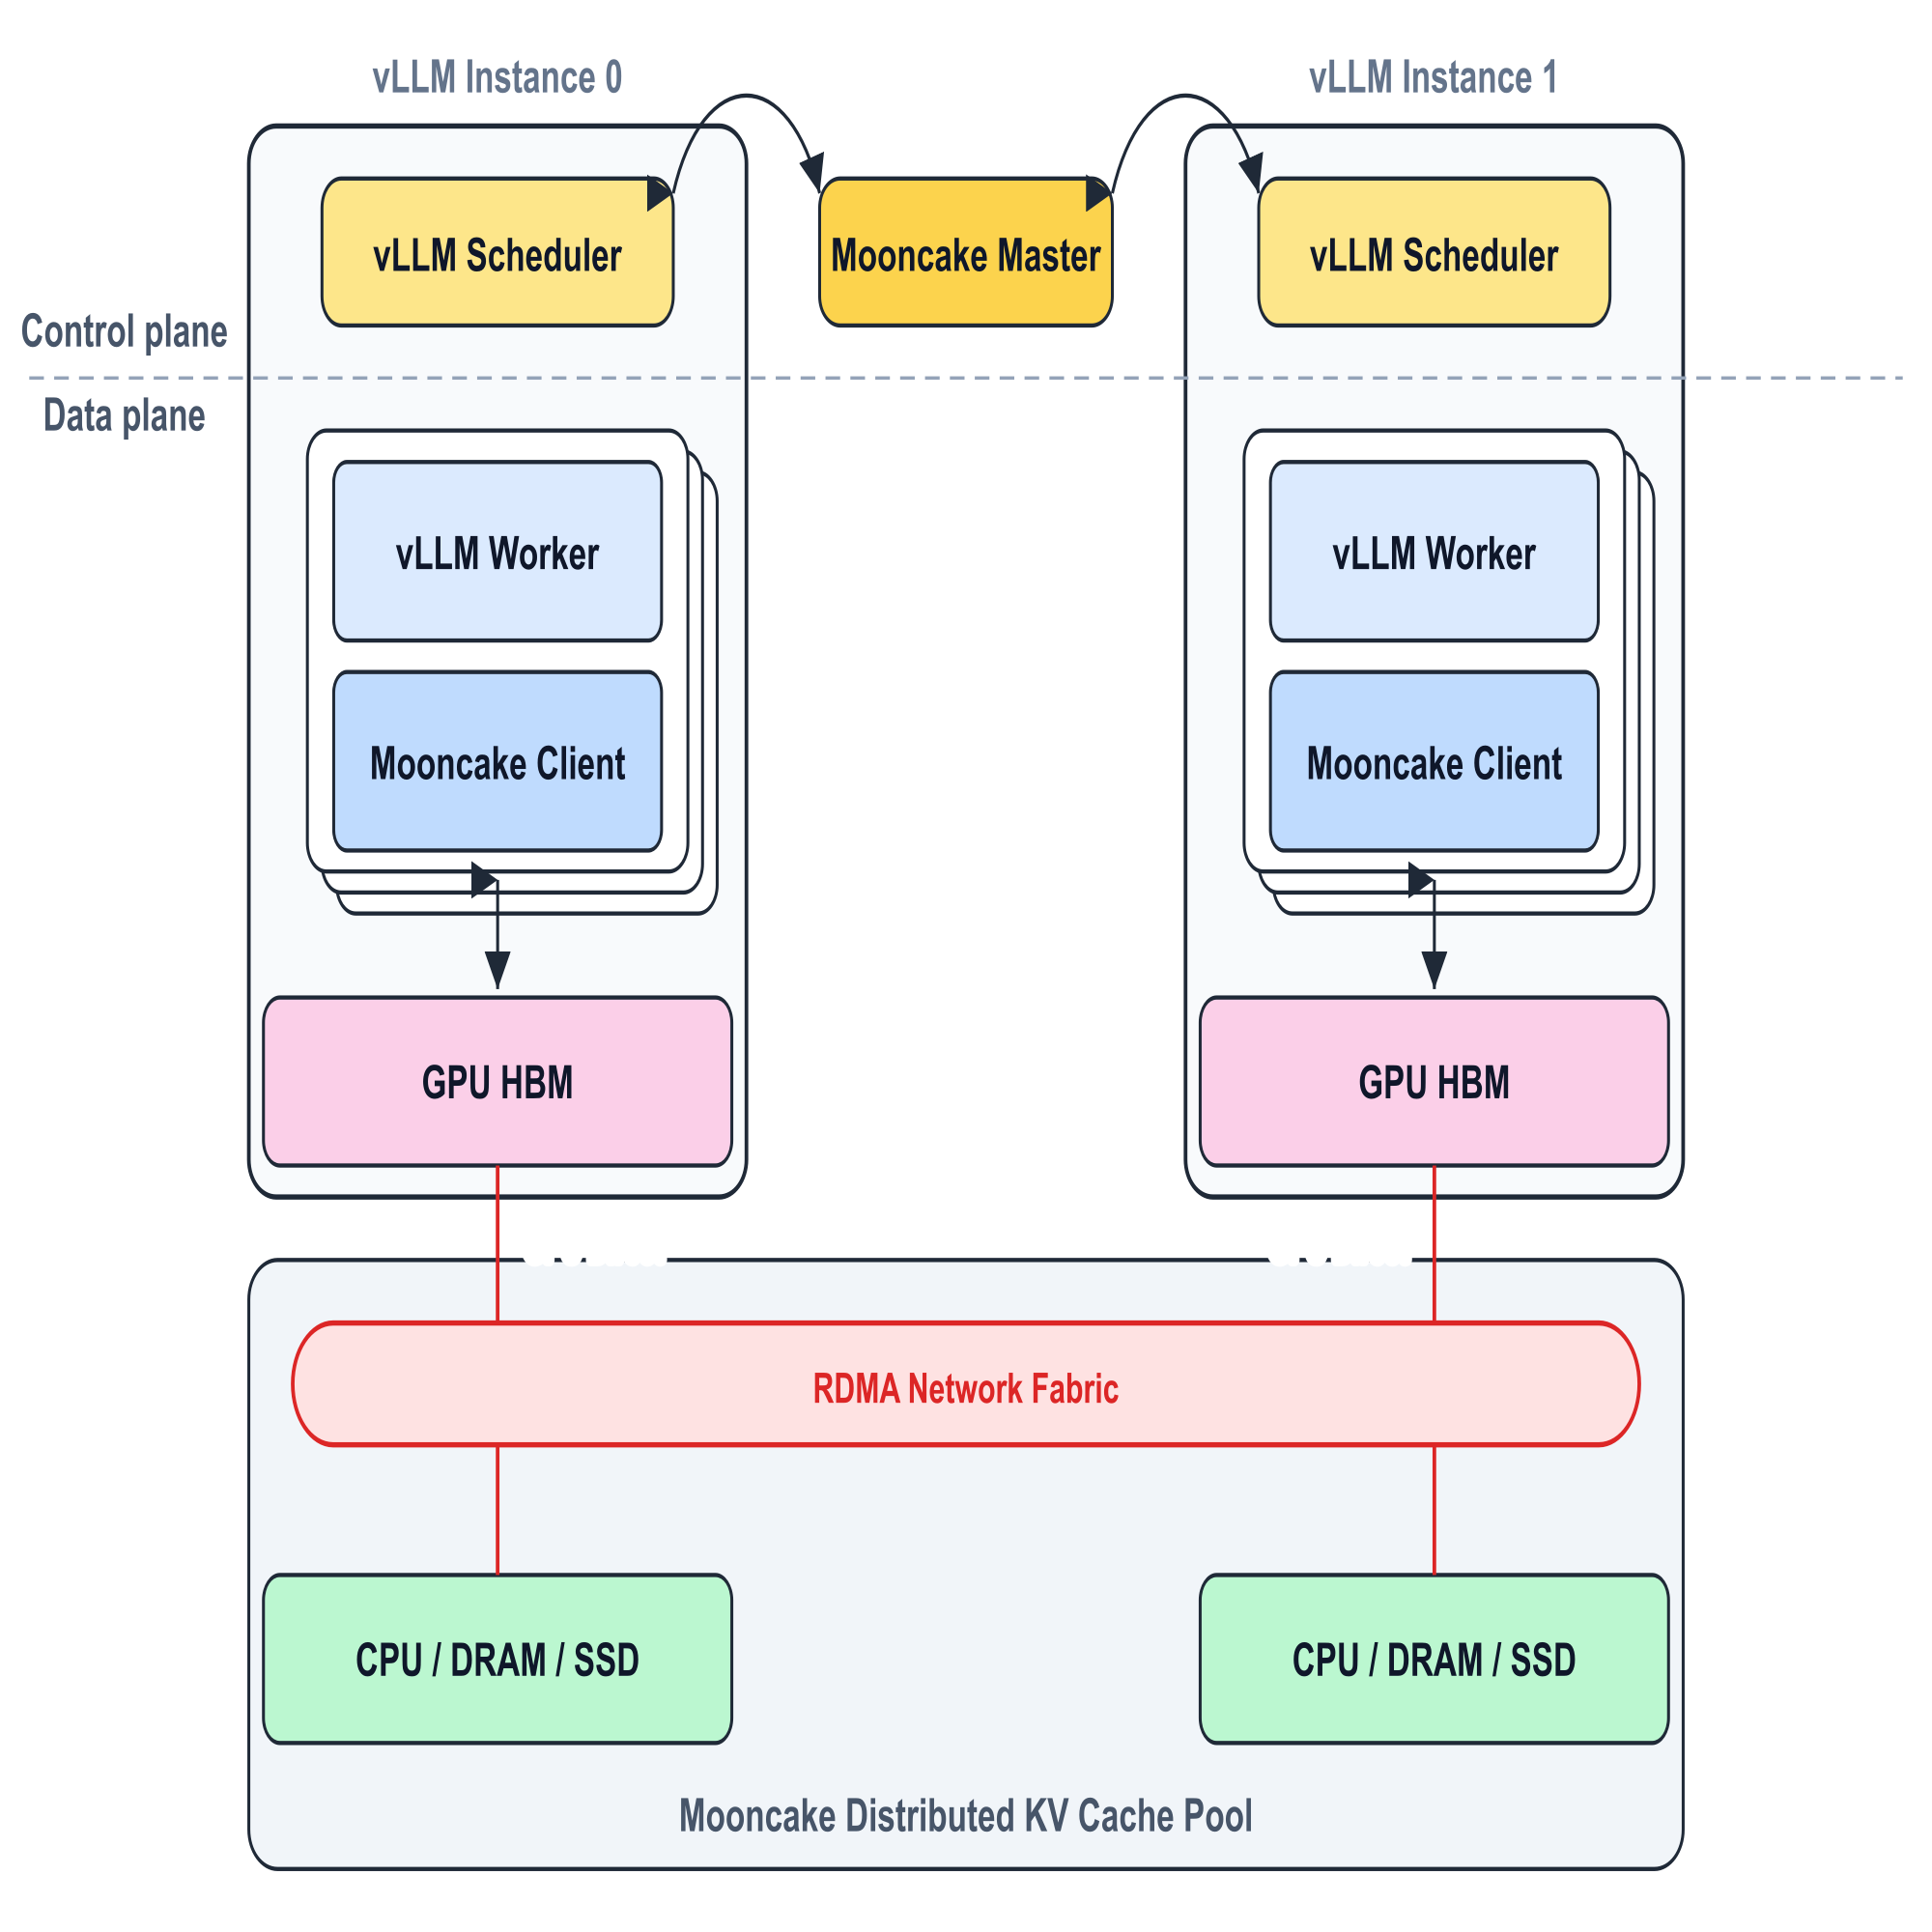 vLLM Instance 0
vLLM Instance 1
vLLM Scheduler
Mooncake Master
vLLM Scheduler
Control plane
Data plane
vLLM Worker
vLLM Worker
Mooncake Client
Mooncake Client
GPU HBM
GPU HBM
RDMA Network Fabric
CPU / DRAM / SSD
CPU / DRAM / SSD
Mooncake Distributed KV Cache Pool